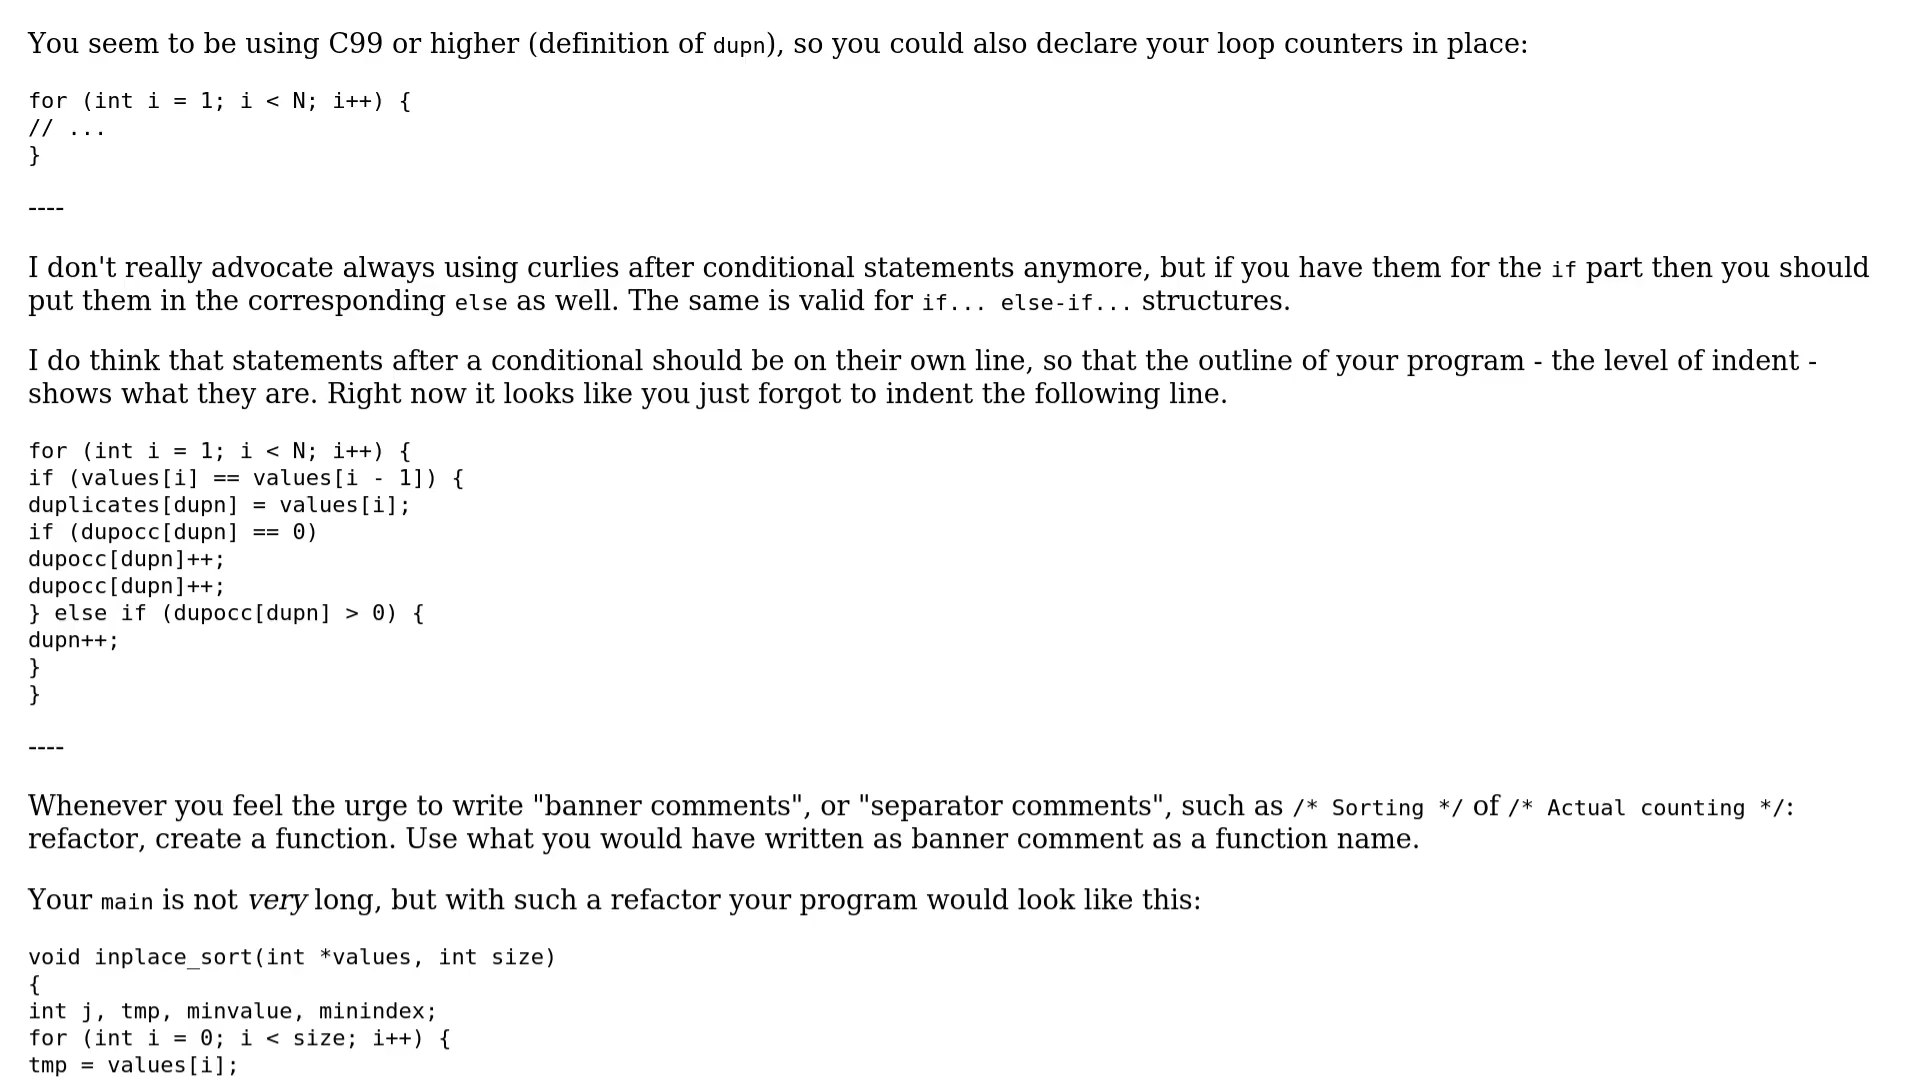 You seem to be using C99 or higher (definition of dupn), so you could also declare your loop counters in place:
for (int i = 1; i < N; i++) {
// ...
}
----
I don't really advocate always using curlies after conditional statements anymore, but if you have them for the if part then you should
put them in the corresponding else as well. The same is valid for if... else-if... structures.
I do think that statements after a conditional should be on their own line, so that the outline of your program - the level of indent -
shows what they are. Right now it looks like you just forgot to indent the following line.
for (int i = 1; i < N; i++) {
if (values[i] == values[i - 1]) {
duplicates[dupn] = values[i];
if (dupocc[dupn] == 0)
dupocc[dupn]++;
dupocc[dupn]++;
} else if (dupocc[dupn] > 0) {
dupn++;
}
}
----
Whenever you feel the urge to write "banner comments", or "separator comments", such as /* Sorting */ of /* Actual counting */:
refactor, create a function. Use what you would have written as banner comment as a function name.
Your main is not very long, but with such a refactor your program would look like this:
void inplace_sort(int *values, int size)
{
int j, tmp, minvalue, minindex;
for (int i = 0; i < size; i++) {
tmp = values[i];